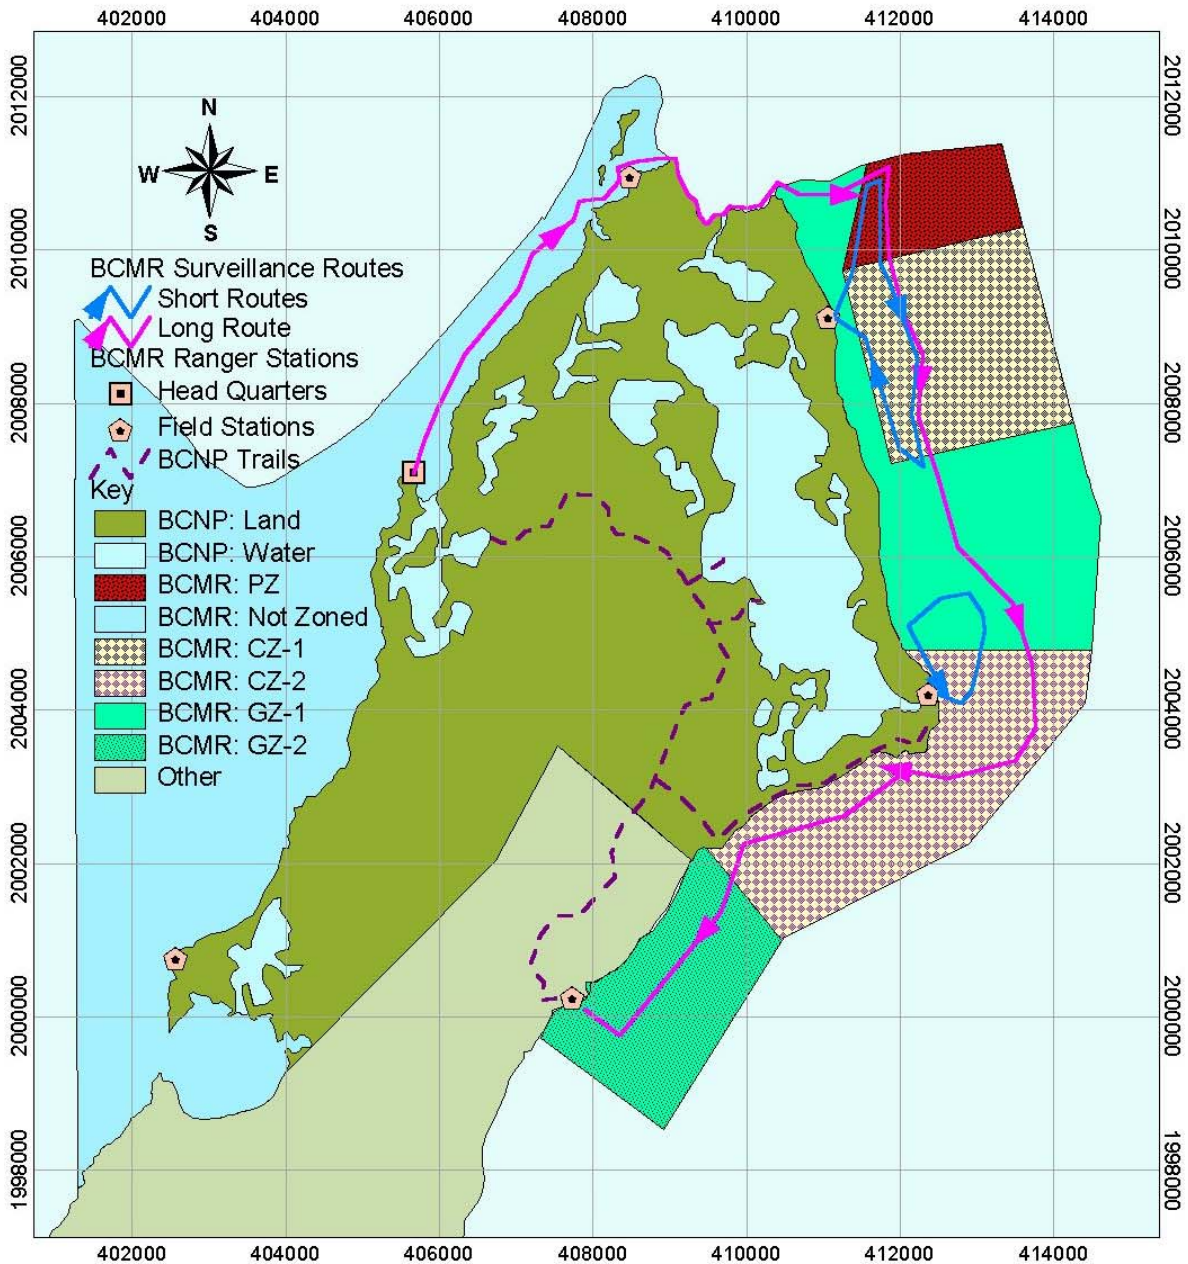 402000 404000 406000 408000 410000 412000 414000
2012000
2010000
2008000
2006000
2004000
2002000
2000000
1998000
N
W E
S
BCMR Surveillance Routes
Short Routes
Long Route
BCMR Ranger Stations
Head Quarters
Field Stations
BCNP Trails
Key
BCNP: Land
BCNP: Water
BCMR: PZ
BCMR: Not Zoned
BCMR: CZ-1
BCMR: CZ-2
BCMR: GZ-1
BCMR: GZ-2
Other
2012000
2010000
2008000
2006000
2004000
2002000
2000000
1998000
402000 404000 406000 408000 410000 412000 414000